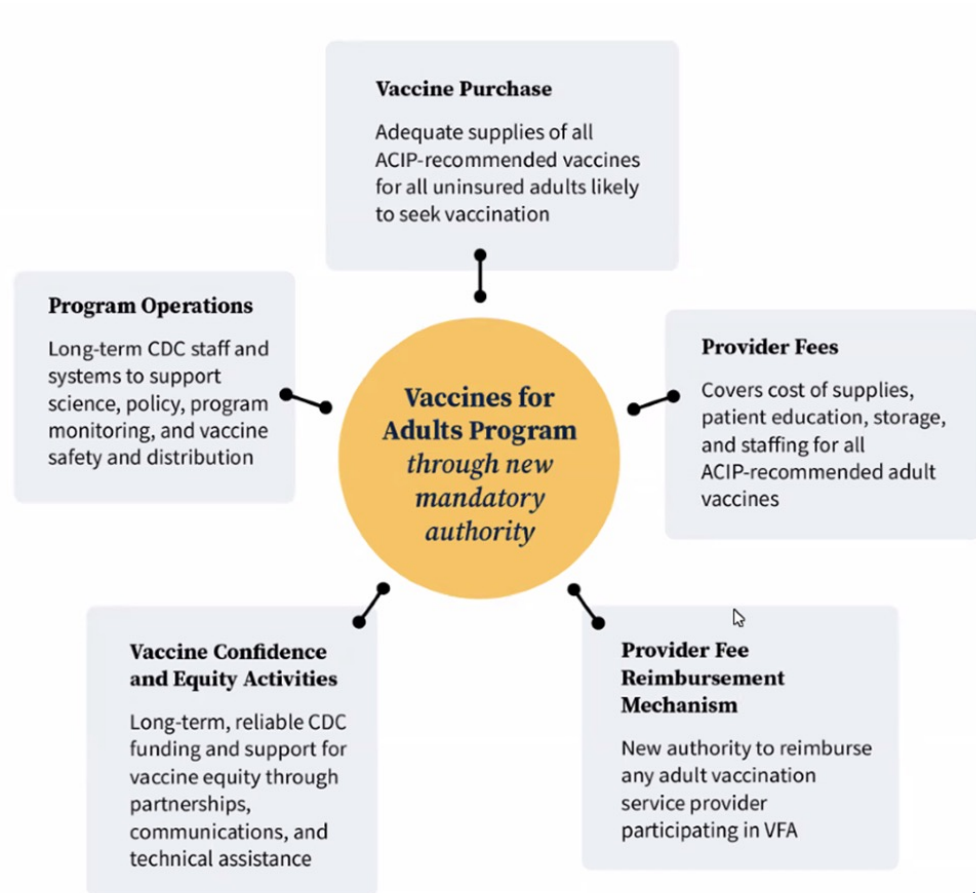 Vaccine Purchase
Adequate supplies of all
ACIP-recommended vaccines
for all uninsured adults likely
to seek vaccination
Program Operations
Long-term CDC staff and
systems to support
science, policy, program
monitoring, and vaccine
safety and distribution
Vaccines for
Adults Program
through new
mandatory
authority
Provider Fees
Covers cost of supplies,
patient education, storage,
and staffing for all
ACIP-recommended adult
vaccines
Vaccine Confidence
and Equity Activities
Long-term, reliable CDC
funding and support for
vaccine equity through
partnerships,
communications, and
technical assistance
Provider Fee
Reimbursement
Mechanism
New authority to reimburse
any adult vaccination
service provider
participating in VFA